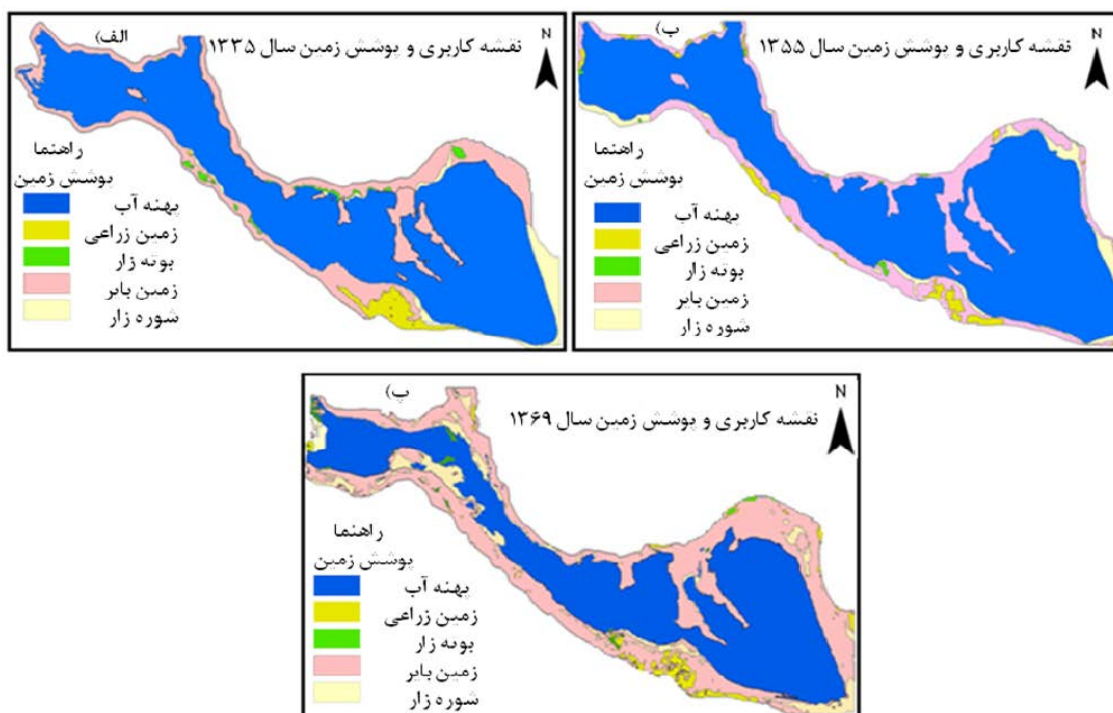 الف)
نقشه کاربری و پوشش زمین سال ۱۳۳۵
N
راهنما
پوشش زمین
پهنه آب
زمین زراعی
بوته زار
زمین بایر
شوره زار
ب)
نقشه کاربری و پوشش زمین سال ۱۳۵۵
N
راهنما
پوشش زمین
پهنه آب
زمین زراعی
بوته زار
زمین بایر
شوره زار
پ)
نقشه کاربری و پوشش زمین سال ۱۳۶۹
N
راهنما
پوشش زمین
پهنه آب
زمین زراعی
بوته زار
زمین بایر
شوره زار